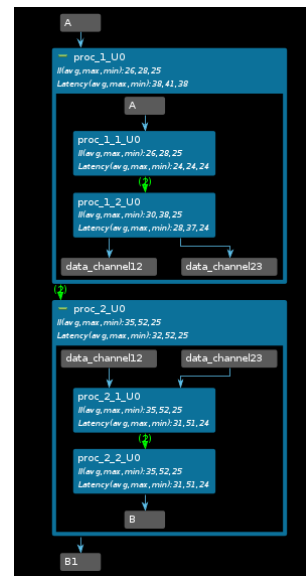 A
proc_1_U0
II(avg,max,min):26,28,25
Latency(avg,max,min):38,41,38
A
proc_1_1_U0
II(avg,max,min):26,28,25
Latency(avg,max,min):24,24,24
(2)
proc_1_2_U0
II(avg,max,min):30,38,25
Latency(avg,max,min):28,37,24
data_channel12 data_channel23
(2)
proc_2_U0
II(avg,max,min):35,52,25
Latency(avg,max,min):32,52,25
data_channel12 data_channel23
proc_2_1_U0
II(avg,max,min):35,52,25
Latency(avg,max,min):31,51,24
(2)
proc_2_2_U0
II(avg,max,min):35,52,25
Latency(avg,max,min):31,51,24
B
B1